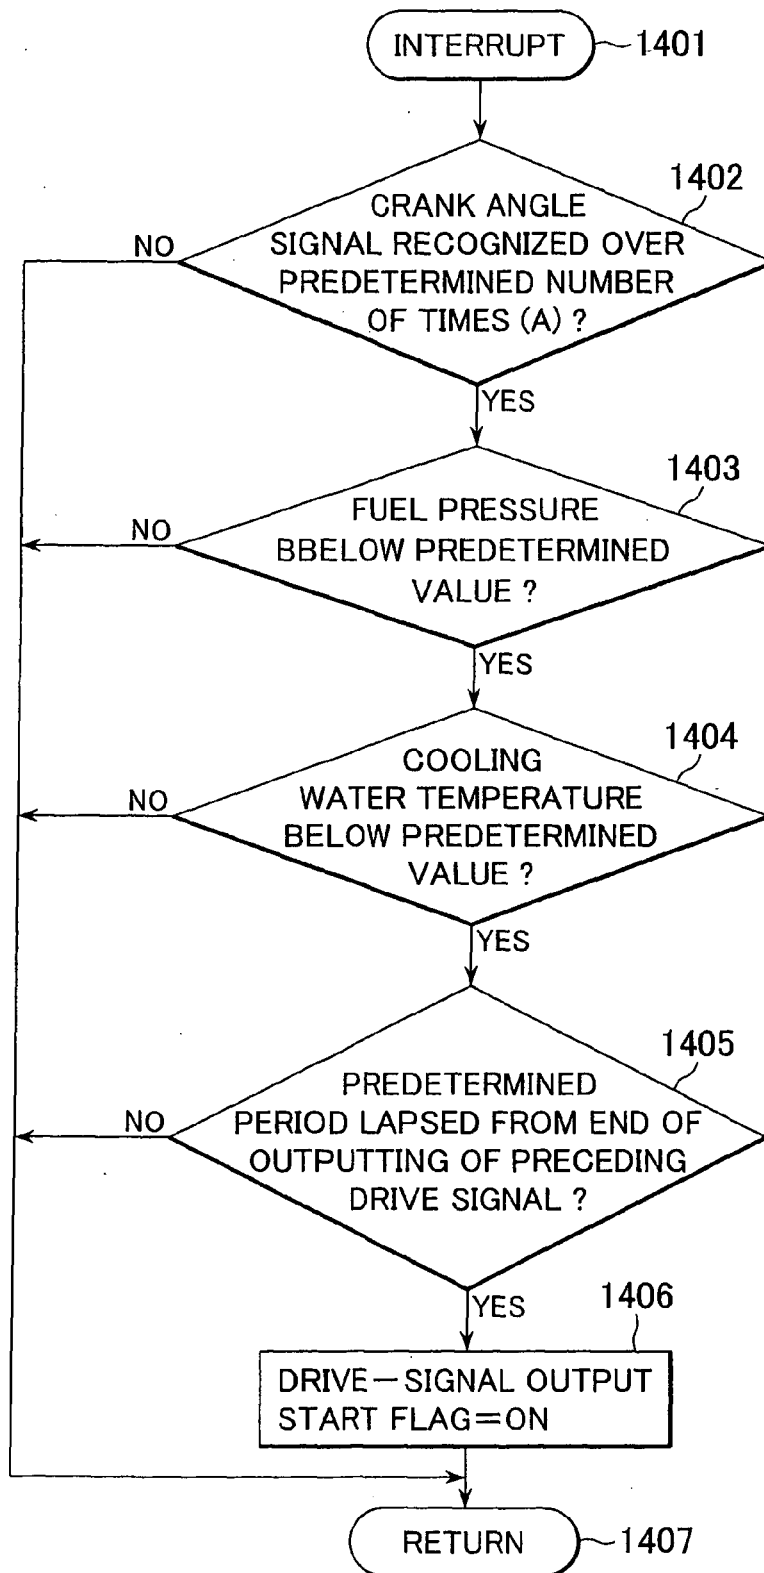 INTERRUPT
1401
1402
CRANK ANGLE
SIGNAL RECOGNIZED OVER
PREDETERMINED NUMBER
OF TIMES (A) ?
NO
YES
1403
FUEL PRESSURE
BBELOW PREDETERMINED
VALUE ?
NO
YES
1404
COOLING
WATER TEMPERATURE
BELOW PREDETERMINED
VALUE ?
NO
YES
1405
PREDETERMINED
PERIOD LAPSED FROM END OF
OUTPUTTING OF PRECEDING
DRIVE SIGNAL ?
NO
YES
1406
DRIVE-SIGNAL OUTPUT
START FLAG=ON
RETURN
1407